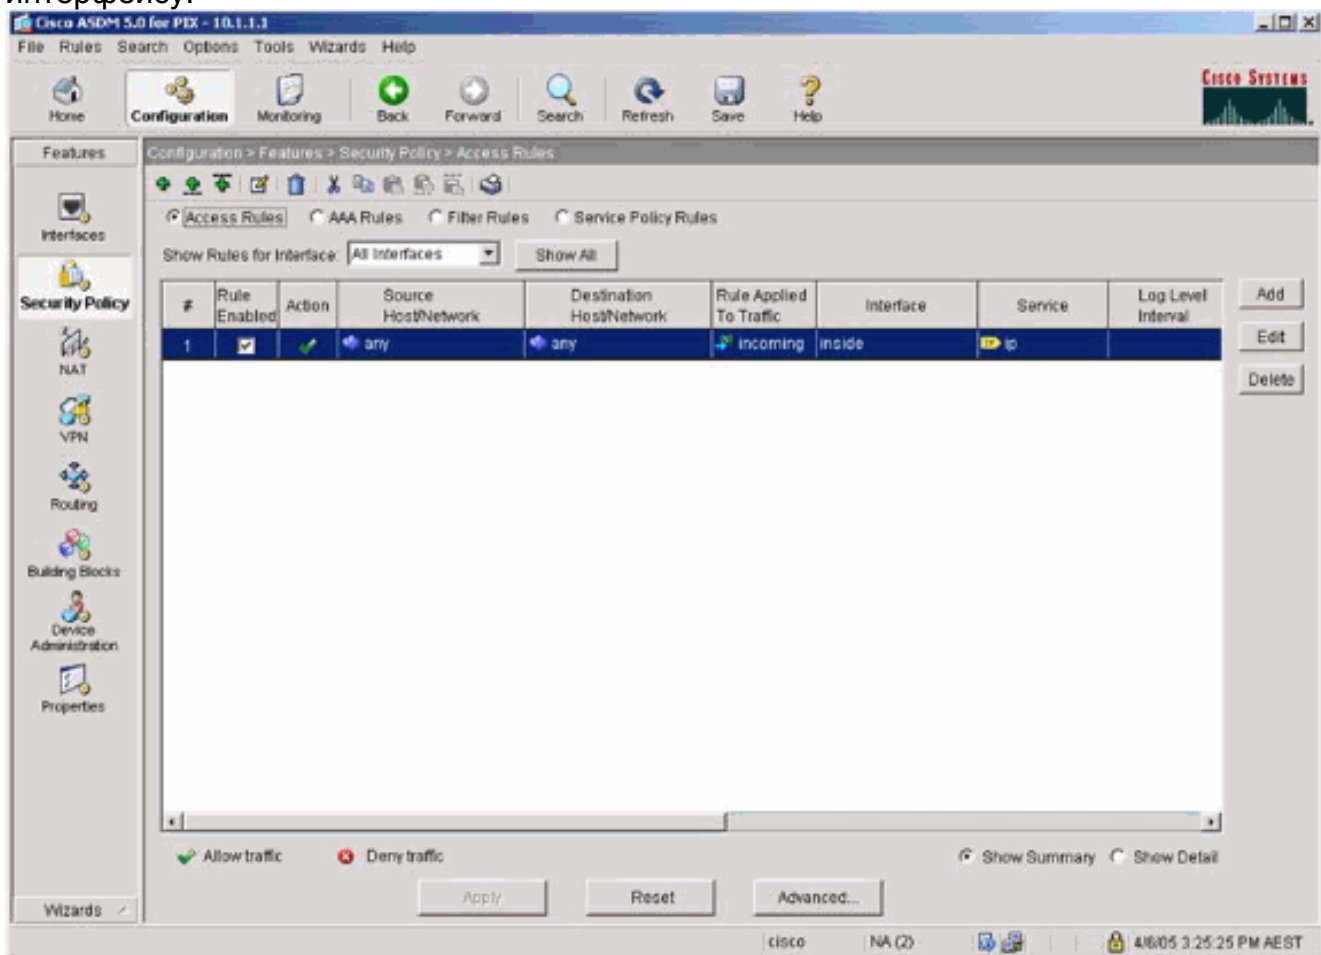 интерфейсу.
Cisco ASDM 5.0 for PIX - 10.1.1.1
File Rules Search Options Tools Wizards Help
Home Configuration Monitoring Back Forward Search Refresh Save Help
CISCO SYSTEMS
Features
Configuration > Features > Security Policy > Access Rules
Interfaces
Security Policy
NAT
VPN
Routing
Building Blocks
Device
Administration
Properties
Wizards
Access Rules AAA Rules Filter Rules Service Policy Rules
Show Rules for Interface: All Interfaces Show All
# Rule Enabled Action Source Host/Network Destination Host/Network Rule Applied To Traffic Interface Service Log Level Interval
1 any any incoming inside IP ip
Add
Edit
Delete
Allow traffic Deny traffic Show Summary Show Detail
Apply Reset Advanced...
cisco NA (2) 4/6/05 3:25:25 PM AEST